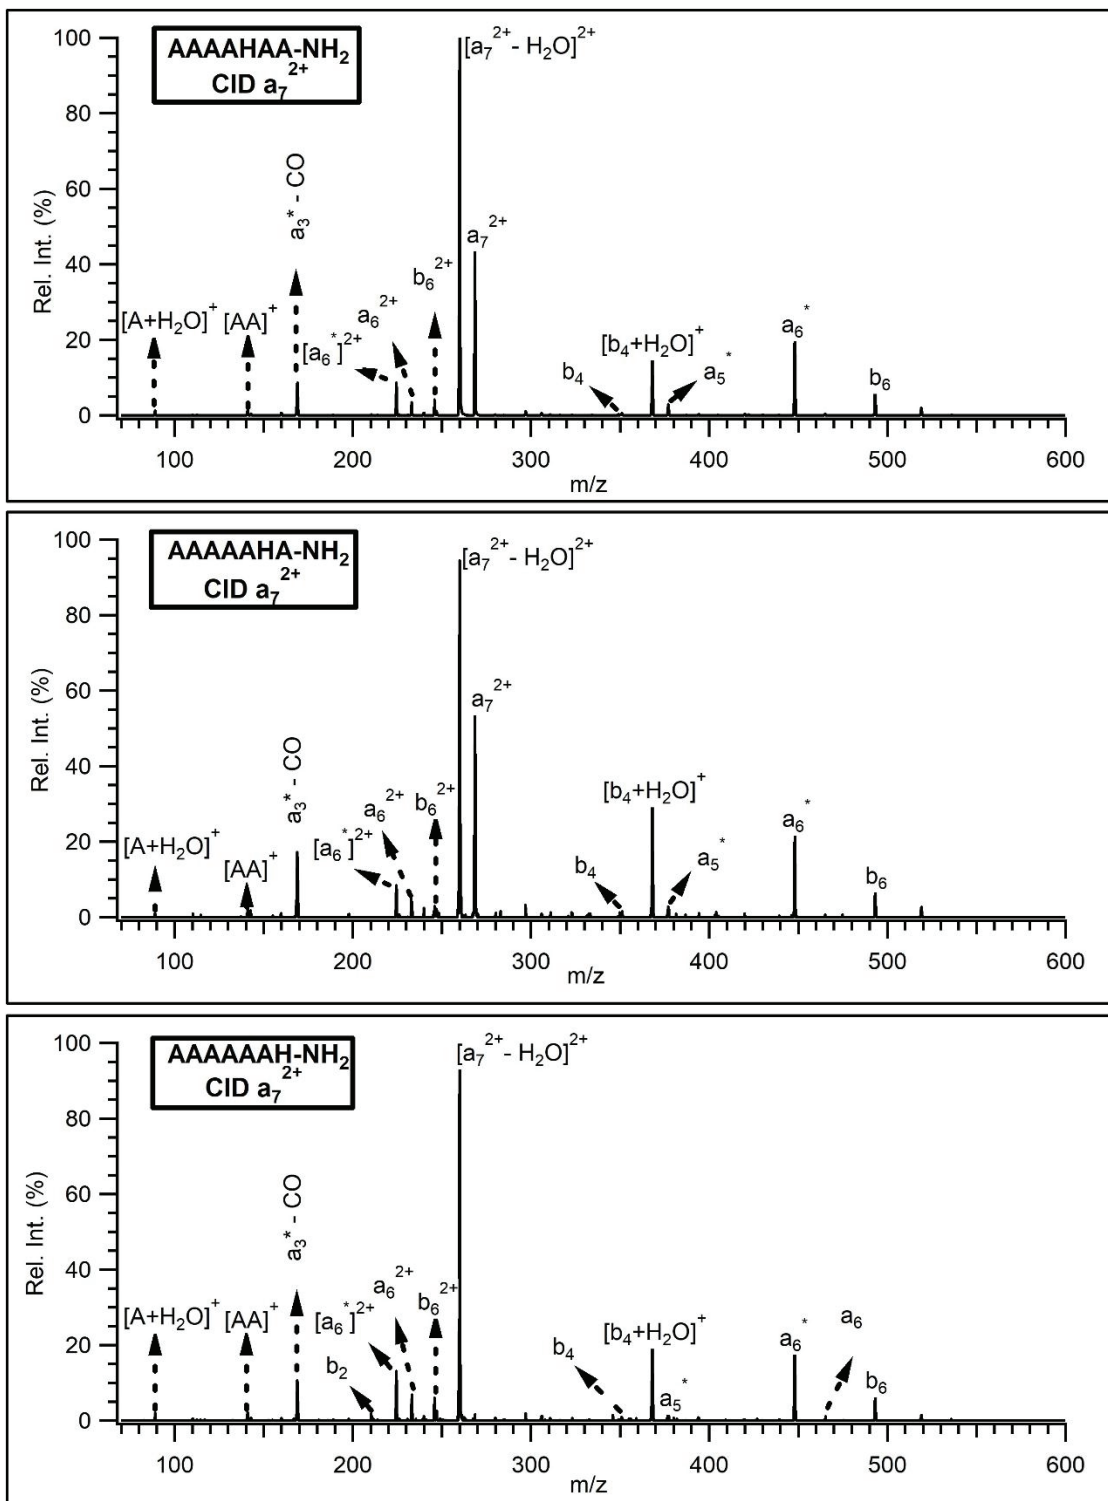 AAAAHAA-NH2
CID a7 2+
[a7 2+ - H2O]2+
a3* - CO
a7 2+
b6 2+
a6 2+
[A+H2O]+ [AA]+
[a6*]2+
b4
[b4+H2O]+
a5*
a6*
b6
Rel. Int. (%)
100
80
60
40
20
0
100 200 300 400 500 600
m/z
AAAAAHA-NH2
CID a7 2+
[a7 2+ - H2O]2+
a7 2+
a3* - CO
a6 2+
b6 2+
[A+H2O]+
[AA]+
[a6*]2+
b4
[b4+H2O]+
a5*
a6*
b6
Rel. Int. (%)
100
80
60
40
20
0
100 200 300 400 500 600
m/z
AAAAAAH-NH2
CID a7 2+
[a7 2+ - H2O]2+
a3* - CO
a6 2+
b6 2+
[A+H2O]+ [AA]+ [a6*]2+
b2
b4
[b4+H2O]+
a5*
a6*
a6
b6
Rel. Int. (%)
100
80
60
40
20
0
100 200 300 400 500 600
m/z